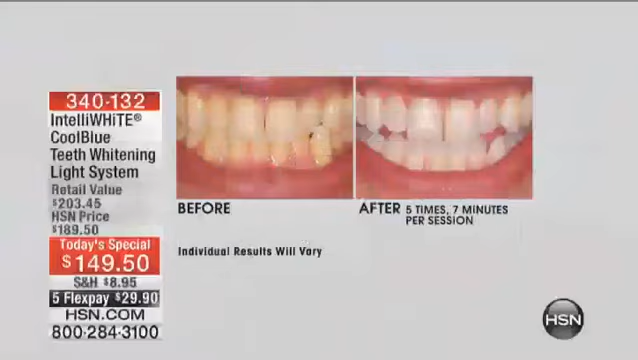 340-132
IntelliWHiTE®
CoolBlue
Teeth Whitening
Light System
Retail Value
$203.45
HSN Price
$189.50
Today's Special
$149.50
S&H $8.95
5 Flexpay $29.90
HSN.COM
800-284-3100
BEFORE
AFTER 5 TIMES, 7 MINUTES
PER SESSION
Individual Results Will Vary
HSN